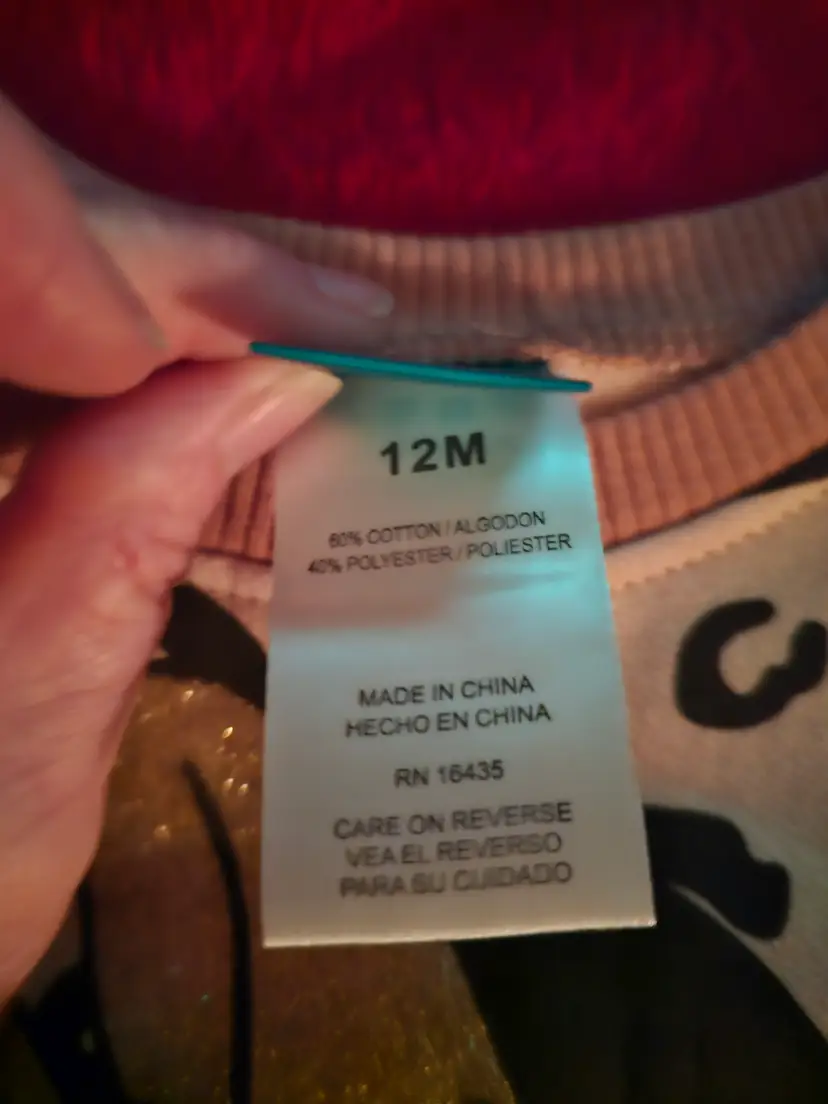 12M
60% COTTON / ALGODON
40% POLYESTER / POLIESTER
MADE IN CHINA
HECHO EN CHINA
RN 16435
CARE ON REVERSE
VEA EL REVERSO
PARA SU CUIDADO